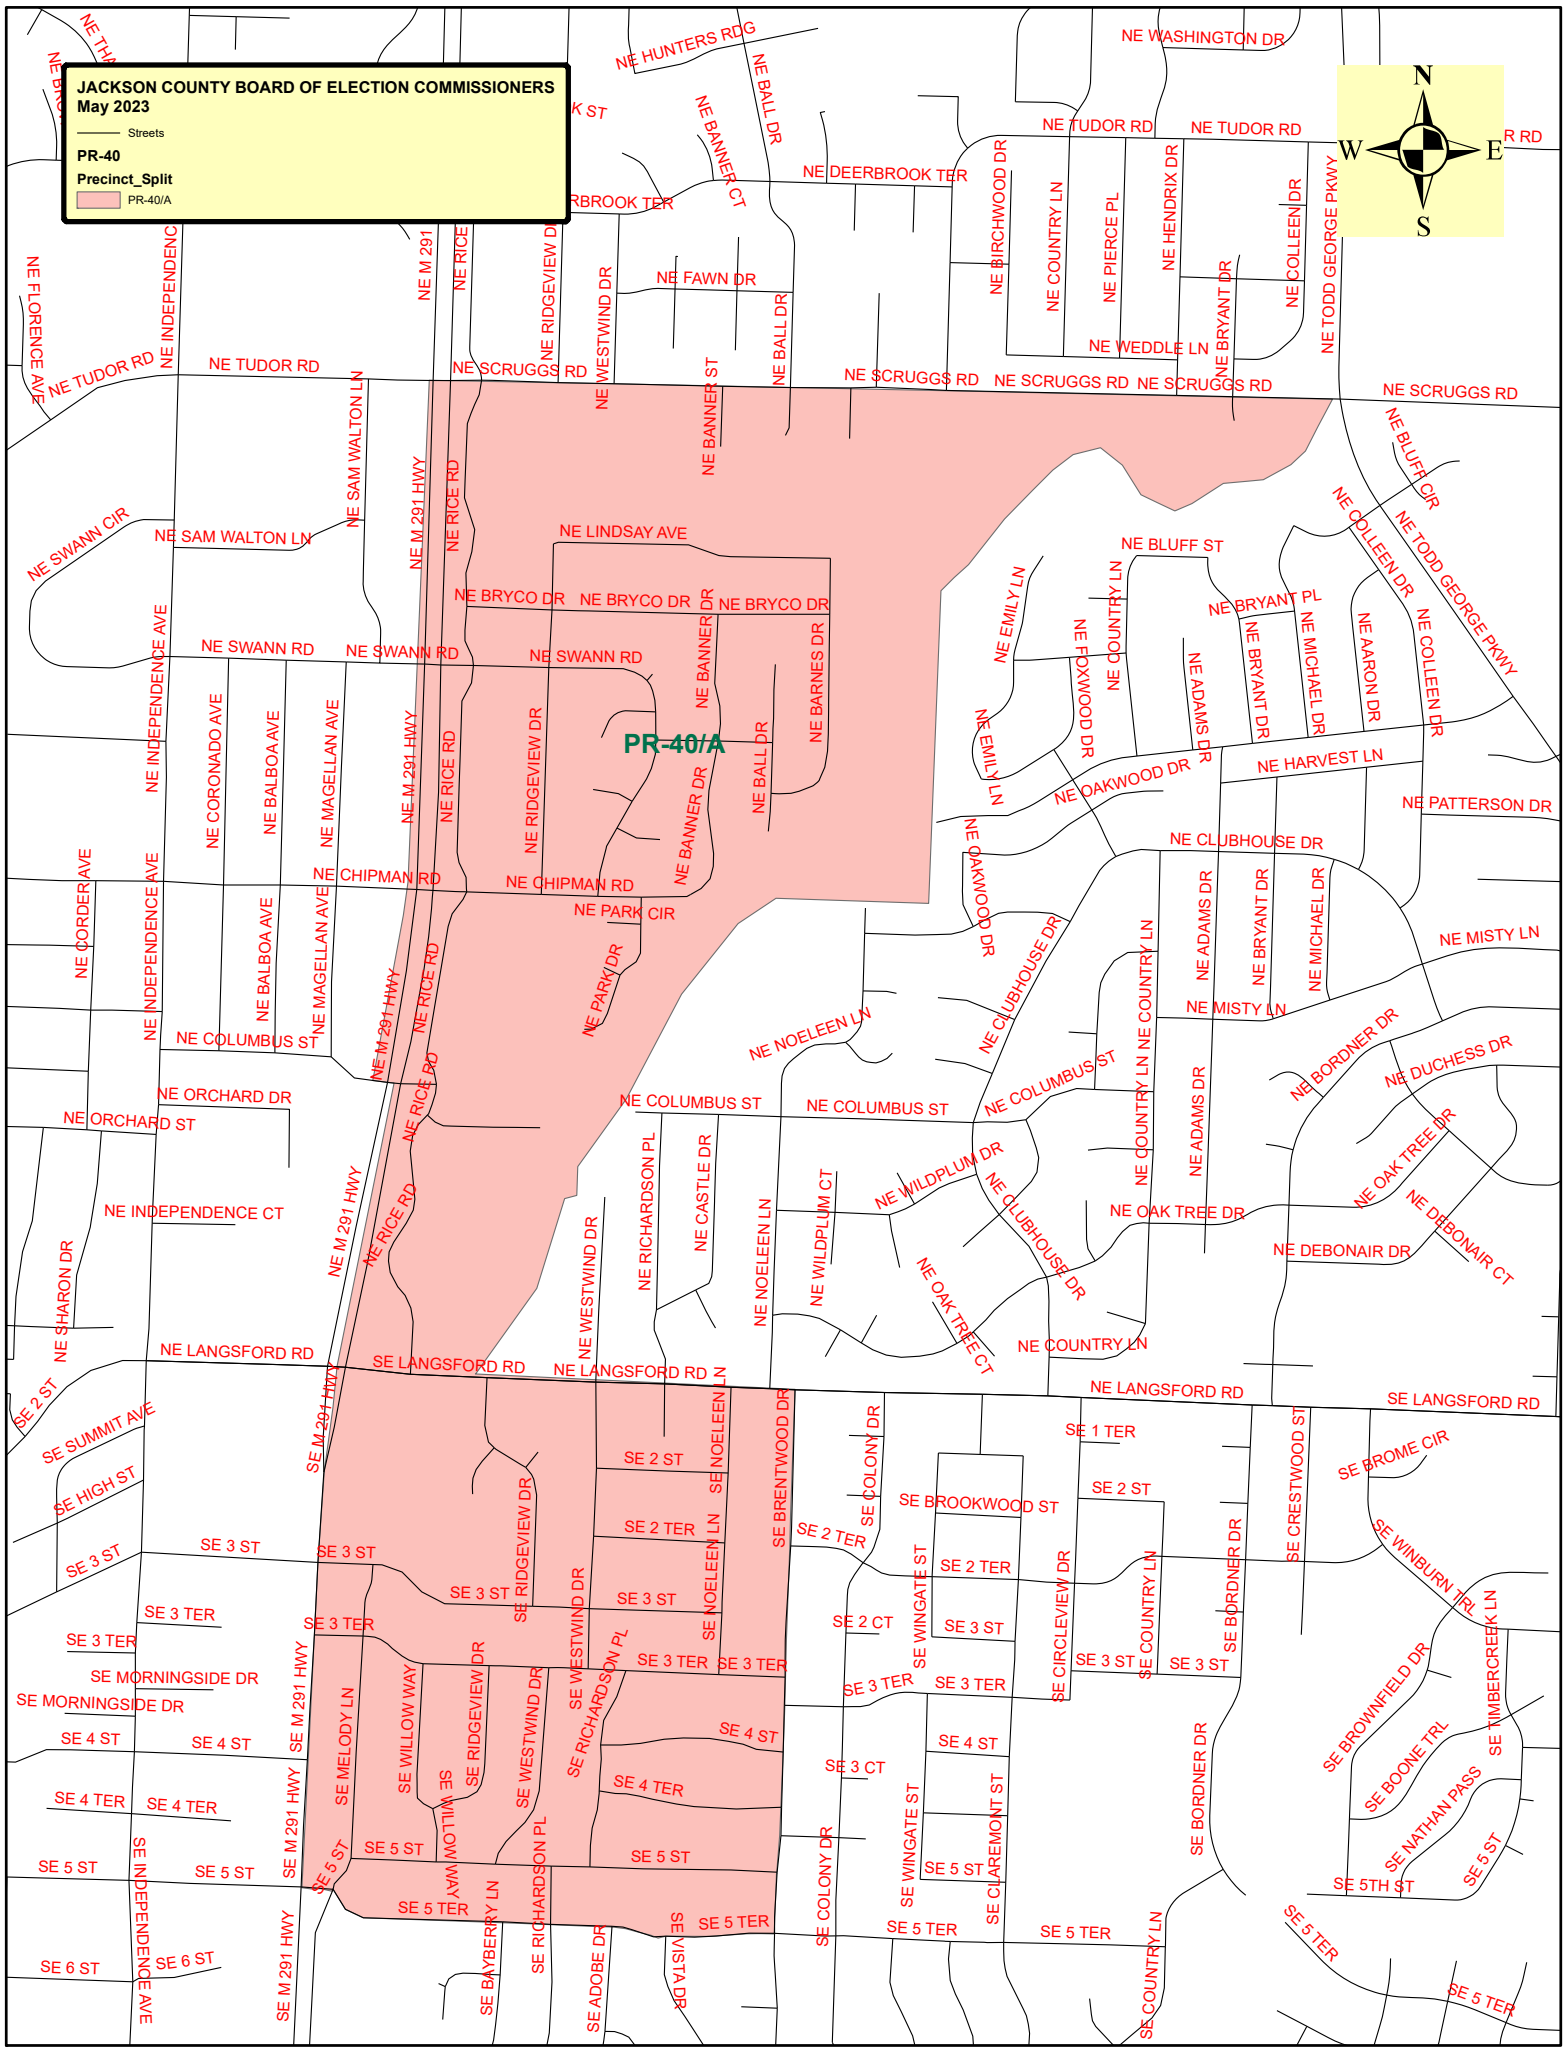 JACKSON COUNTY BOARD OF ELECTION COMMISSIONERS
May 2023
Streets
PR-40
Precinct_Split
PR-40/A
N
W E
S
NE HUNTERS RDG
NE BALL DR
NE WASHINGTON DR
K ST
NE BANNER CT
NE TUDOR RD
NE TUDOR RD
R RD
NE DEERBROOK TER
RBROOK TER
NE BIRCHWOOD DR
NE COUNTRY LN
NE PIERCE PL
NE HENDRIX DR
NE BRYANT DR
NE COLLEEN DR
NE TODD GEORGE PKWY
NE FLORENCE AVE
NE INDEPENDENC
NE M 291
NE RICE
NE RIDGEVIEW D
NE WESTWIND DR
NE FAWN DR
NE BALL DR
NE WEDDLE LN
NE TUDOR RD
NE TUDOR RD
NE SCRUGGS RD
NE SCRUGGS RD
NE SCRUGGS RD
NE SCRUGGS RD
NE SCRUGGS RD
NE SAM WALTON LN
NE BANNER ST
NE BLUFF CIR
NE SWANN CIR
NE SAM WALTON LN
NE M 291 HWY
NE RICE RD
NE LINDSAY AVE
NE COLLEEN DR
NE TODD GEORGE PKWY
NE BLUFF ST
NE EMILY LN
NE COUNTRY LN
NE BRYCO DR
NE BRYCO DR
NE BRYCO DR
NE BRYANT PL
NE INDEPENDENCE AVE
NE SWANN RD
NE SWANN RD
NE SWANN RD
NE BANNER DR
NE BARNES DR
NE FOXWOOD DR
NE ADAMS DR
NE BRYANT DR
NE MICHAEL DR
NE AARON DR
NE COLLEEN DR
NE CORONADO AVE
NE BALBOA AVE
NE MAGELLAN AVE
NE M 291 HWY
NE RICE RD
NE RIDGEVIEW DR
PR-40/A
NE BALL DR
NE BANNER DR
NE EMILY LN
NE OAKWOOD DR
NE HARVEST LN
NE PATTERSON DR
NE CORDER AVE
NE INDEPENDENCE AVE
NE CHIPMAN RD
NE CHIPMAN RD
NE OAKWOOD DR
NE CLUBHOUSE DR
NE BALBOA AVE
NE MAGELLAN AVE
NE PARK CIR
NE PARK DR
NE ADAMS DR
NE BRYANT DR
NE MICHAEL DR
NE MISTY LN
NE M 291 HWY
NE RICE RD
NE CLUBHOUSE DR
NE COUNTRY LN
NE MISTY LN
NE COLUMBUS ST
NE NOELEEN LN
NE BORDNER DR
NE DUCHESS DR
NE ORCHARD DR
NE ORCHARD ST
NE RICE RD
NE COLUMBUS ST
NE COLUMBUS ST
NE COLUMBUS ST
NE COUNTRY LN
NE ADAMS DR
NE OAK TREE DR
NE INDEPENDENCE CT
NE SHARON DR
NE M 291 HWY
NE RICE RD
NE WESTWIND DR
NE RICHARDSON PL
NE CASTLE DR
NE NOELEEN LN
NE WILDPLUM CT
NE WILDPLUM DR
NE CLUBHOUSE DR
NE OAK TREE DR
NE DEBONAIR DR
NE DEBONAIR CT
NE OAK TREE CT
NE COUNTRY LN
NE LANGSFORD RD
SE LANGSFORD RD
NE LANGSFORD RD
NE LANGSFORD RD
SE LANGSFORD RD
SE 2 ST
SE SUMMIT AVE
SE HIGH ST
SE 3 ST
SE 3 ST
SE 3 ST
SE M 291 HWY
SE RIDGEVIEW DR
SE 2 ST
SE 2 TER
SE NOELEEN LN
SE NOELEEN LN
SE BRENTWOOD DR
SE COLONY DR
SE 1 TER
SE 2 ST
SE BROOKWOOD ST
SE CRESTWOOD ST
SE BROME CIR
SE 2 TER
SE 2 TER
SE BORDNER DR
SE WINBURN TRL
SE 3 ST
SE 3 ST
SE WESTWIND DR
SE WINGATE ST
SE CIRCLEVIEW DR
SE COUNTRY LN
SE 3 TER
SE 3 TER
SE 3 TER
SE 2 CT
SE 3 ST
SE 3 ST
SE 3 ST
SE MORNINGSIDE DR
SE MORNINGSIDE DR
SE M 291 HWY
SE MELODY LN
SE WILLOW WAY
SE RIDGEVIEW DR
SE WESTWIND DR
SE RICHARDSON PL
SE 3 TER
SE 3 TER
SE 3 TER
SE 3 TER
SE TIMBERCREEK LN
SE BROWNFIELD DR
SE BOONE TRL
SE NATHAN PASS
SE 4 ST
SE 4 ST
SE 4 ST
SE 4 ST
SE 3 CT
SE BORDNER DR
SE 4 TER
SE 4 TER
SE 4 TER
SE WILLOW WAY
SE M 291 HWY
SE WINGATE ST
SE CLAREMONT ST
SE 5 ST
SE 5 ST
SE 5 ST
SE 5 ST
SE 5 ST
SE 5 ST
SE 5TH ST
SE 5 ST
SE INDEPENDENCE AVE
SE RICHARDSON PL
SE COLONY DR
SE 5 TER
SE 5 TER
SE 5 TER
SE 5 TER
SE 5 TER
SE 5 TER
SE 6 ST
SE 6 ST
SE M 291 HWY
SE BAYBERRY LN
SE ADOBE DR
SE VISTA DR
SE COUNTRY LN